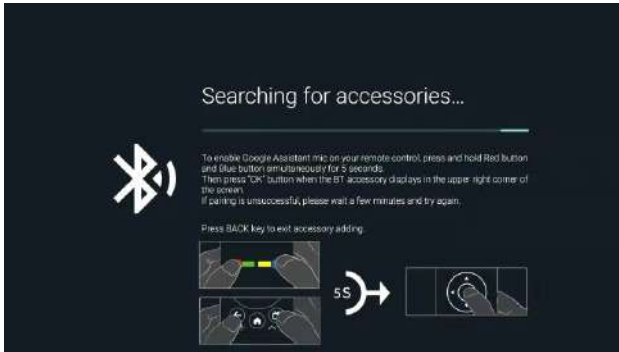 Searching for accessories...
To enable Google Assistant mic on your remote control, press and hold Red button
and Blue button simultaneously for 5 seconds.
Then press "OK" button when the BT accessory displays in the upper right corner of
the screen.
If pairing is unsuccessful, please wait a few minutes and try again.
Press BACK key to exit accessory adding.
5S